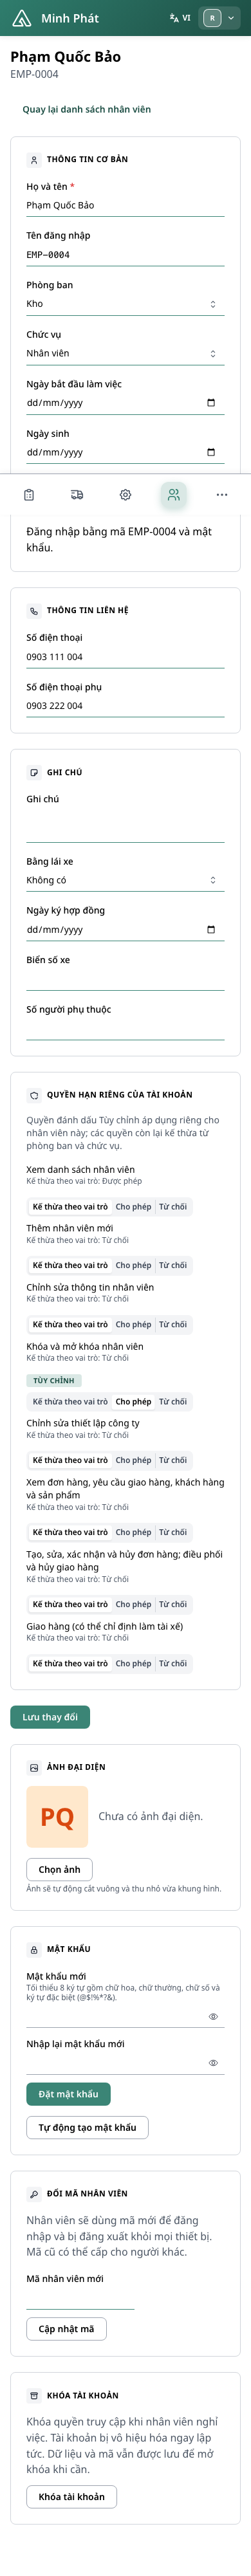 Minh Phát
VI
R
Phạm Quốc Bảo
EMP-0004
Quay lại danh sách nhân viên
THÔNG TIN CƠ BẢN
Họ và tên *
Phạm Quốc Bảo
Tên đăng nhập
EMP-0004
Phòng ban
Kho
Chức vụ
Nhân viên
Ngày bắt đầu làm việc
dd/mm/yyyy
Ngày sinh
dd/mm/yyyy
Đăng nhập bằng mã EMP-0004 và mật
khẩu.
THÔNG TIN LIÊN HỆ
Số điện thoại
0903 111 004
Số điện thoại phụ
0903 222 004
GHI CHÚ
Ghi chú
Bằng lái xe
Không có
Ngày ký hợp đồng
dd/mm/yyyy
Biển số xe
Số người phụ thuộc
QUYỀN HẠN RIÊNG CỦA TÀI KHOẢN
Quyền đánh dấu Tùy chỉnh áp dụng riêng cho
nhân viên này; các quyền còn lại kế thừa từ
phòng ban và chức vụ.
Xem danh sách nhân viên
Kế thừa theo vai trò: Được phép
Kế thừa theo vai trò Cho phép Từ chối
Thêm nhân viên mới
Kế thừa theo vai trò: Từ chối
Kế thừa theo vai trò Cho phép Từ chối
Chỉnh sửa thông tin nhân viên
Kế thừa theo vai trò: Từ chối
Kế thừa theo vai trò Cho phép Từ chối
Khóa và mở khóa nhân viên
Kế thừa theo vai trò: Từ chối
TÙY CHỈNH
Kế thừa theo vai trò Cho phép Từ chối
Chỉnh sửa thiết lập công ty
Kế thừa theo vai trò: Từ chối
Kế thừa theo vai trò Cho phép Từ chối
Xem đơn hàng, yêu cầu giao hàng, khách hàng
và sản phẩm
Kế thừa theo vai trò: Từ chối
Kế thừa theo vai trò Cho phép Từ chối
Tạo, sửa, xác nhận và hủy đơn hàng; điều phối
và hủy giao hàng
Kế thừa theo vai trò: Từ chối
Kế thừa theo vai trò Cho phép Từ chối
Giao hàng (có thể chỉ định làm tài xế)
Kế thừa theo vai trò: Từ chối
Kế thừa theo vai trò Cho phép Từ chối
Lưu thay đổi
ẢNH ĐẠI DIỆN
PQ
Chưa có ảnh đại diện.
Chọn ảnh
Ảnh sẽ tự động cắt vuông và thu nhỏ vừa khung hình.
MẬT KHẨU
Mật khẩu mới
Tối thiểu 8 ký tự gồm chữ hoa, chữ thường, chữ số và
ký tự đặc biệt (@$!%*?&).
Nhập lại mật khẩu mới
Đặt mật khẩu
Tự động tạo mật khẩu
ĐỔI MÃ NHÂN VIÊN
Nhân viên sẽ dùng mã mới để đăng
nhập và bị đăng xuất khỏi mọi thiết bị.
Mã cũ có thể cấp cho người khác.
Mã nhân viên mới
Cập nhật mã
KHÓA TÀI KHOẢN
Khóa quyền truy cập khi nhân viên nghỉ
việc. Tài khoản bị vô hiệu hóa ngay lập
tức. Dữ liệu và mã vẫn được lưu để mở
khóa khi cần.
Khóa tài khoản